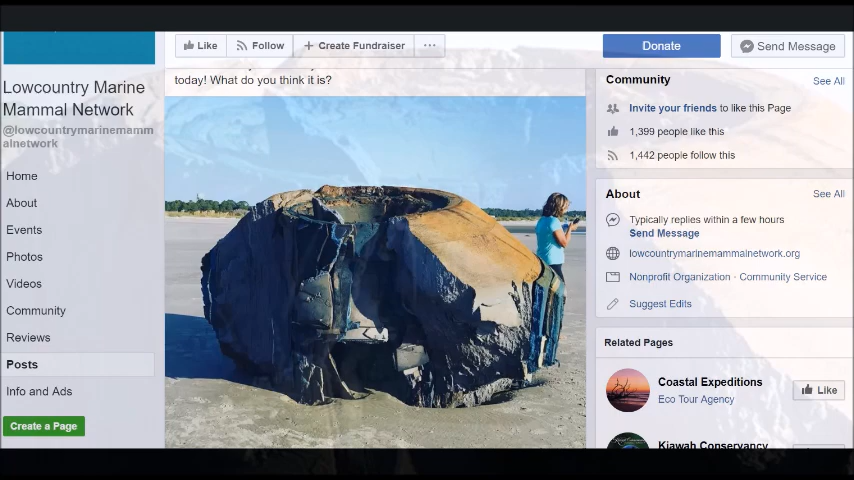 Like
Follow
Create Fundraiser
Donate
Send Message
today! What do you think it is?
Lowcountry Marine
Mammal Network
@lowcountrymarinemamm
alnetwork
Home
About
Events
Photos
Videos
Community
Reviews
Posts
Info and Ads
Create a Page
Community
See All
Invite your friends to like this Page
1,399 people like this
1,442 people follow this
About
See All
Typically replies within a few hours
Send Message
lowcountrymarinemammalnetwork.org
Nonprofit Organization · Community Service
Suggest Edits
Related Pages
Coastal Expeditions
Eco Tour Agency
Like
Kiawah Conservancy